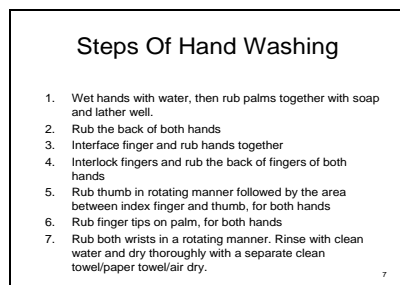 Steps Of Hand Washing
1. Wet hands with water, then rub palms together with soap
and lather well.
2. Rub the back of both hands
3. Interface finger and rub hands together
4. Interlock fingers and rub the back of fingers of both
hands
5. Rub thumb in rotating manner followed by the area
between index finger and thumb, for both hands
6. Rub finger tips on palm, for both hands
7. Rub both wrists in a rotating manner. Rinse with clean
water and dry thoroughly with a separate clean
towel/paper towel/air dry.
7